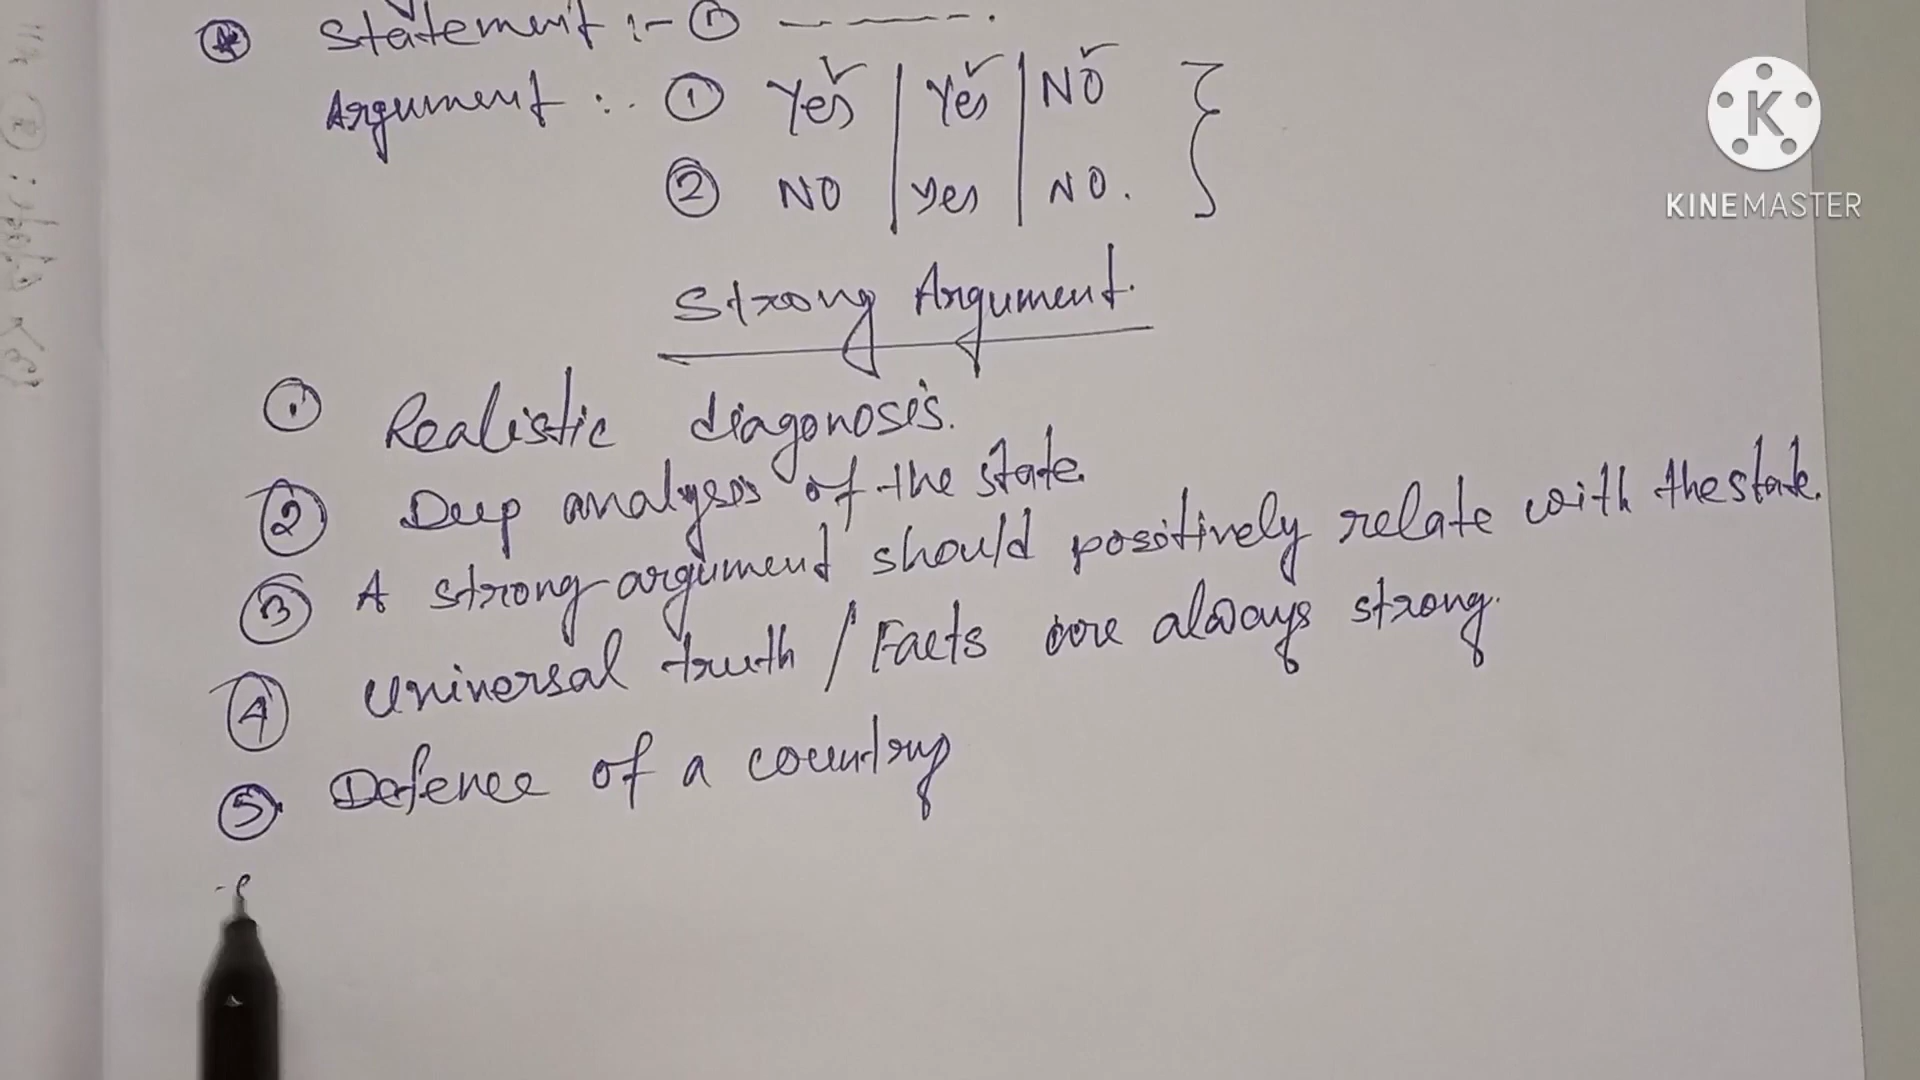 Statement :- ① ————.
Argument :- ① Yes | Yes | NO
② NO | Yes | NO.
Strong Argument.
① Realistic diagonosis.
② Deep analysis of the state.
③ A strong argument should positively relate with the state.
④ Universal truth / Facts are always strong.
⑤ Defence of a country
K
KINEMASTER